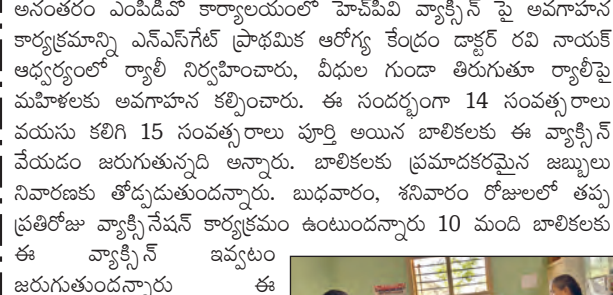 అనంతరం ఎంపిడివో కార్యాలయంలో హెచ్‌పివి వ్యాక్సిన్ పై అవగాహన
కార్యక్రమాన్ని ఎన్‌ఎస్‌గేట్ ప్రాథమిక ఆరోగ్య కేంద్రం డాక్టర్ రవి నాయక్
ఆధ్వర్యంలో ర్యాలీ నిర్వహించారు, వీధుల గుండా తిరుగుతూ ర్యాలీపై
మహిళలకు అవగాహన కల్పించారు. ఈ సందర్భంగా 14 సంవత్సరాలు
వయసు కలిగి 15 సంవత్సరాలు పూర్తి అయిన బాలికలకు ఈ వ్యాక్సిన్
వేయడం జరుగుతున్నది అన్నారు. బాలికలకు ప్రమాదకరమైన జబ్బులు
నివారణకు తోడ్పడుతుందన్నారు. బుధవారం, శనివారం రోజులలో తప్ప
ప్రతిరోజు వ్యాక్సినేషన్ కార్యక్రమం ఉంటుందన్నారు 10 మంది బాలికలకు
ఈ వ్యాక్సిన్ ఇవ్వటం
జరుగుతుందన్నారు ఈ